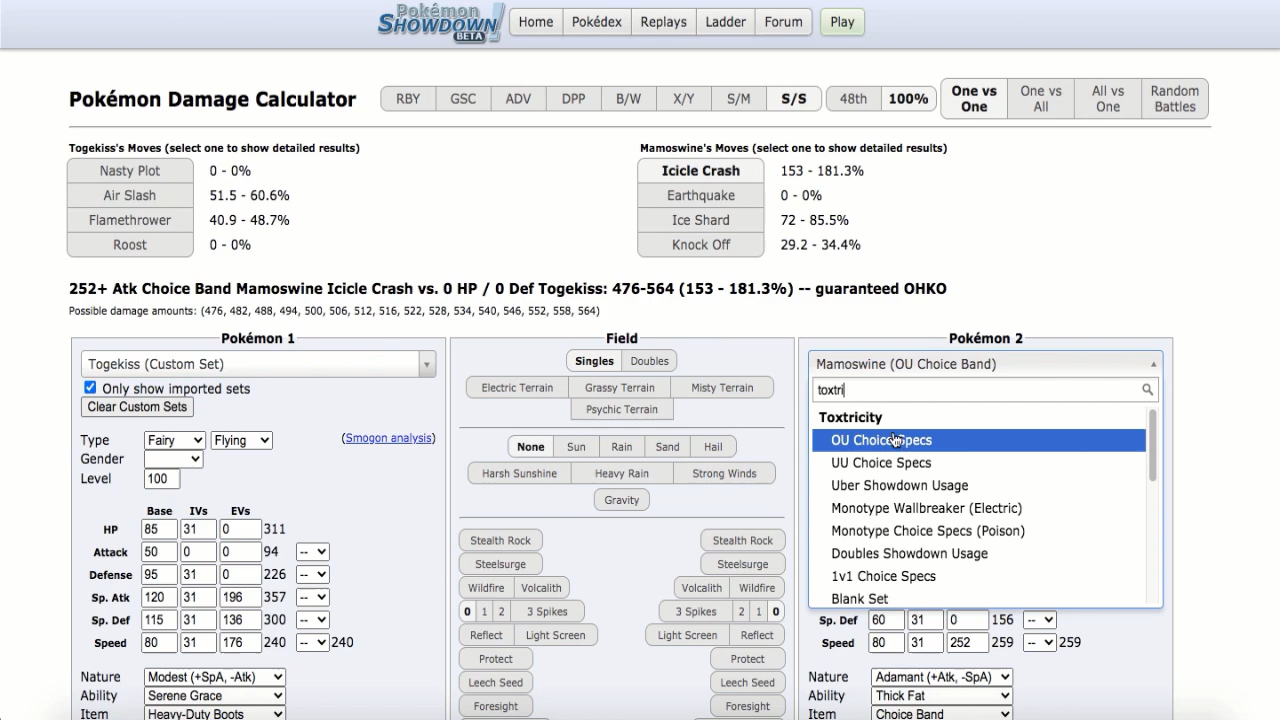 Pokémon
SHOWDOWN!
BETA
Home Pokédex Replays Ladder Forum Play
Pokémon Damage Calculator RBY GSC ADV DPP B/W X/Y S/M S/S 48th 100% One vs One One vs All All vs One Random Battles
Togekiss's Moves (select one to show detailed results) Mamoswine's Moves (select one to show detailed results)
Nasty Plot 0 - 0% Icicle Crash 153 - 181.3%
Air Slash 51.5 - 60.6% Earthquake 0 - 0%
Flamethrower 40.9 - 48.7% Ice Shard 72 - 85.5%
Roost 0 - 0% Knock Off 29.2 - 34.4%
252+ Atk Choice Band Mamoswine Icicle Crash vs. 0 HP / 0 Def Togekiss: 476-564 (153 - 181.3%) -- guaranteed OHKO
Possible damage amounts: (476, 482, 488, 494, 500, 506, 512, 516, 522, 528, 534, 540, 546, 552, 558, 564)
Pokémon 1 Field Pokémon 2
Togekiss (Custom Set) Singles Doubles Mamoswine (OU Choice Band)
Only show imported sets Electric Terrain Grassy Terrain Misty Terrain toxtri
Clear Custom Sets Psychic Terrain Toxtricity
Type Fairy Flying (Smogon analysis) None Sun Rain Sand Hail OU Choice Specs
Gender UU Choice Specs
Level 100 Harsh Sunshine Heavy Rain Strong Winds Uber Showdown Usage
Gravity Monotype Wallbreaker (Electric)
Base IVs EVs
HP 85 31 0 311 Monotype Choice Specs (Poison)
Attack 50 0 0 94 -- Stealth Rock Stealth Rock Doubles Showdown Usage
Defense 95 31 0 226 -- Steelsurge Steelsurge 1v1 Choice Specs
Sp. Atk 120 31 196 357 -- Wildfire Volcalith Volcalith Wildfire Blank Set
Sp. Def 115 31 136 300 -- 0 1 2 3 Spikes 3 Spikes 2 1 0 Sp. Def 60 31 0 156 --
Speed 80 31 176 240 -- 240 Reflect Light Screen Light Screen Reflect Speed 80 31 252 259 -- 259
Protect Protect
Nature Modest (+SpA, -Atk) Leech Seed Leech Seed Nature Adamant (+Atk, -SpA)
Ability Serene Grace Foresight Foresight Ability Thick Fat
Item Heavy-Duty Boots Item Choice Band